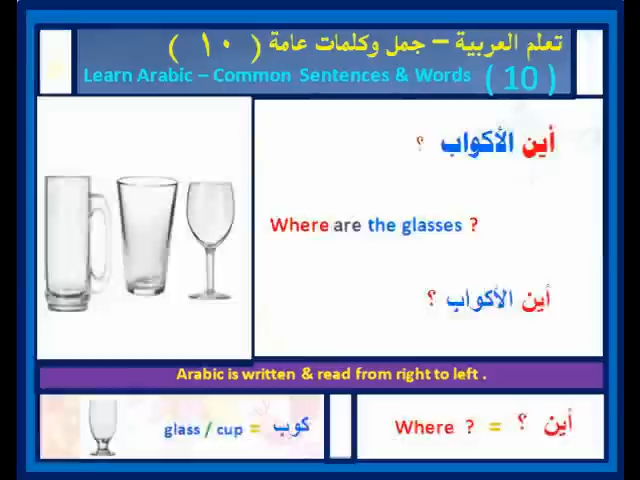 تعلم العربية – جمل وكلمات عامة ( ١٠ )
Learn Arabic – Common Sentences & Words ( 10 )
أين الأكواب ؟
Where are the glasses ?
أين الأكواب ؟
Arabic is written & read from right to left .
glass / cup = كوب
Where ? = أين ؟